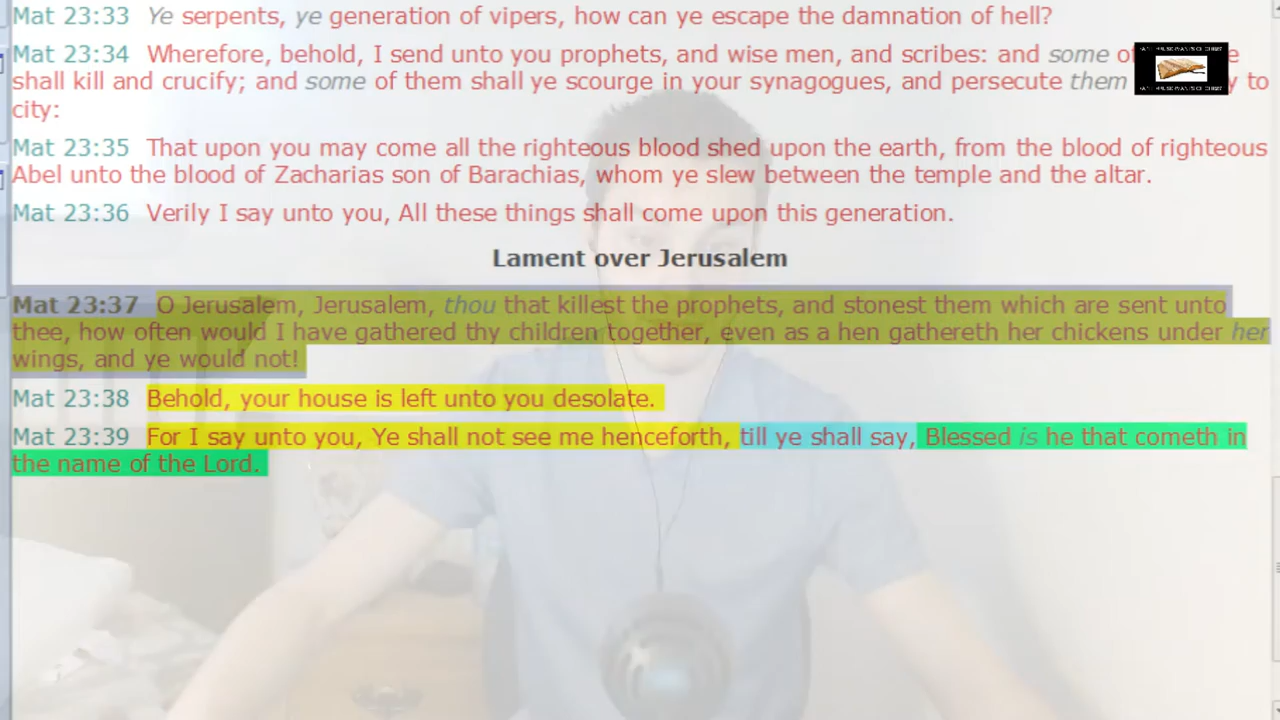 Mat 23:33 Ye serpents, ye generation of vipers, how can ye escape the damnation of hell?
Mat 23:34 Wherefore, behold, I send unto you prophets, and wise men, and scribes: and some
shall kill and crucify; and some of them shall ye scourge in your synagogues, and persecute them to
city:
Mat 23:35 That upon you may come all the righteous blood shed upon the earth, from the blood of righteous
Abel unto the blood of Zacharias son of Barachias, whom ye slew between the temple and the altar.
Mat 23:36 Verily I say unto you, All these things shall come upon this generation.
Lament over Jerusalem
Mat 23:37 O Jerusalem, Jerusalem, thou that killest the prophets, and stonest them which are sent unto
thee, how often would I have gathered thy children together, even as a hen gathereth her chickens under her
wings, and ye would not!
Mat 23:38 Behold, your house is left unto you desolate.
Mat 23:39 For I say unto you, Ye shall not see me henceforth, till ye shall say, Blessed is he that cometh in
the name of the Lord.